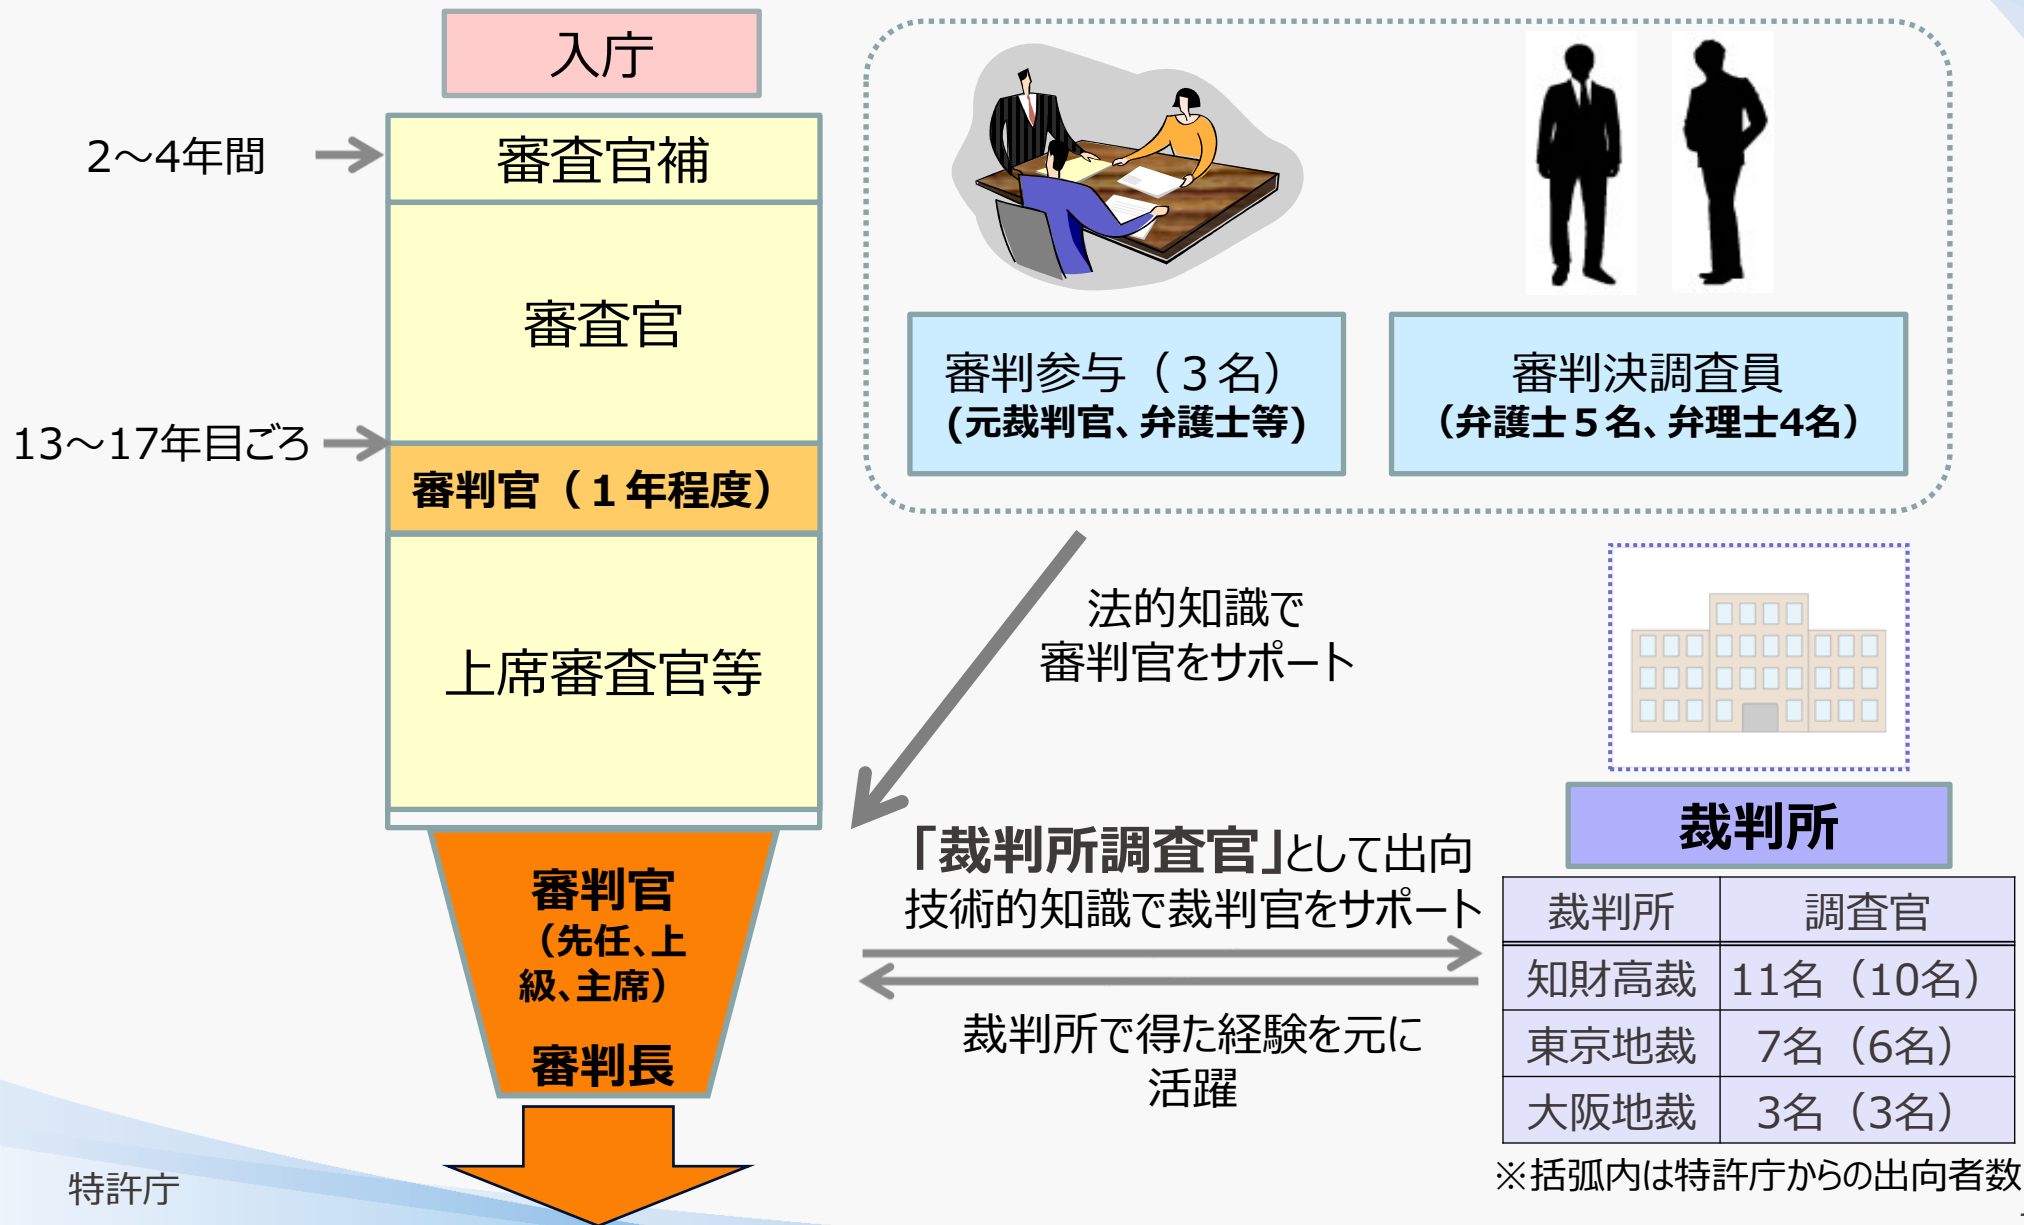 入庁
2～4年間
審査官補
審査官
13～17年目ごろ
審判官（１年程度）
上席審査官等
審判官
（先任、上
級、主席）
審判長
審判参与（３名）
(元裁判官、弁護士等)
審判決調査員
（弁護士５名、弁理士4名）
法的知識で
審判官をサポート
「裁判所調査官」として出向
技術的知識で裁判官をサポート
裁判所で得た経験を元に
活躍
裁判所
裁判所 調査官
知財高裁 11名（10名）
東京地裁 7名（6名）
大阪地裁 3名（3名）
※括弧内は特許庁からの出向者数
特許庁